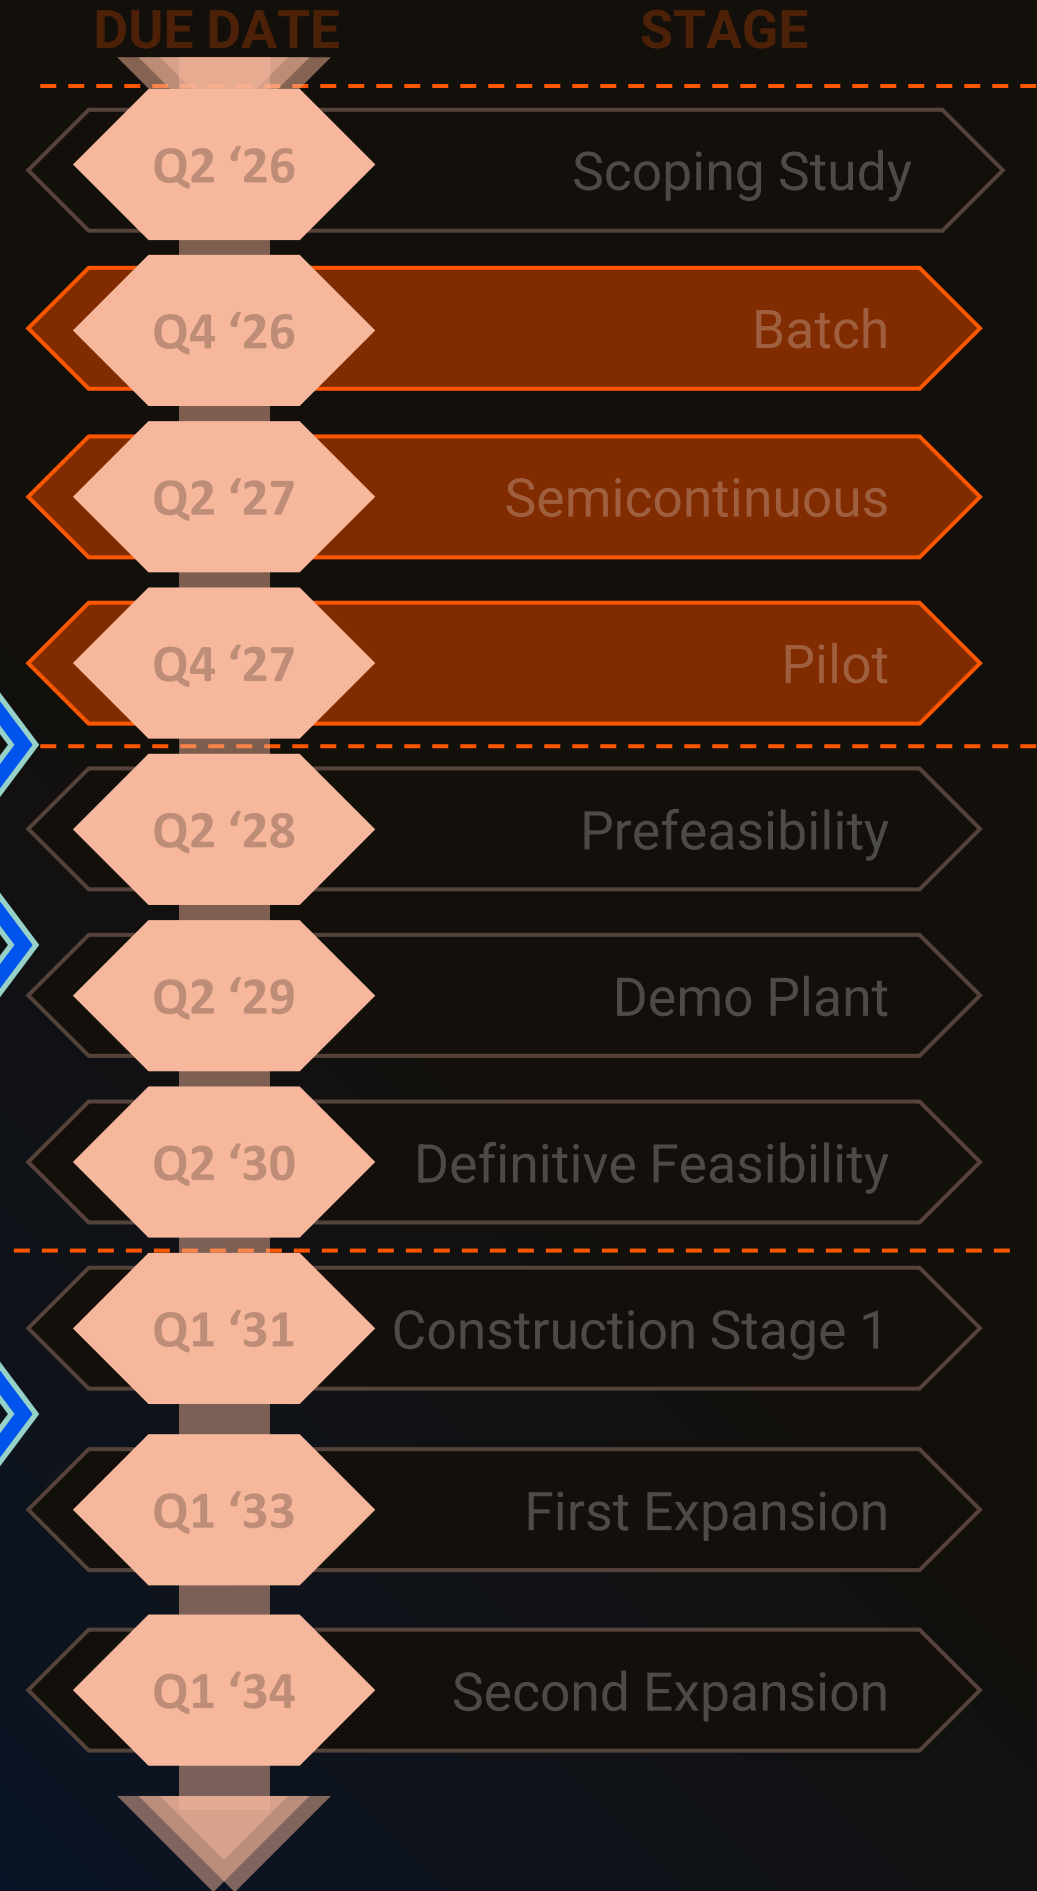 DUE DATE STAGE
Q2 ‘26 Scoping Study
Q4 ‘26 Batch
Q2 ‘27 Semicontinuous
Q4 ‘27 Pilot
Q2 ‘28 Prefeasibility
Q2 ‘29 Demo Plant
Q2 ‘30 Definitive Feasibility
Q1 ‘31 Construction Stage 1
Q1 ‘33 First Expansion
Q1 ‘34 Second Expansion